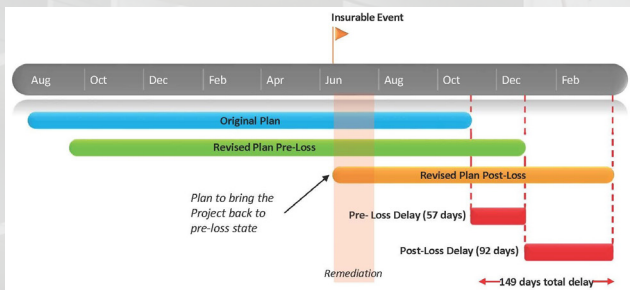 Insurable Event
Aug Oct Dec Feb Apr Jun Aug Oct Dec Feb
Original Plan
Revised Plan Pre-Loss
Revised Plan Post-Loss
Plan to bring the
Project back to
pre-loss state
Pre- Loss Delay (57 days)
Post-Loss Delay (92 days)
Remediation
149 days total delay